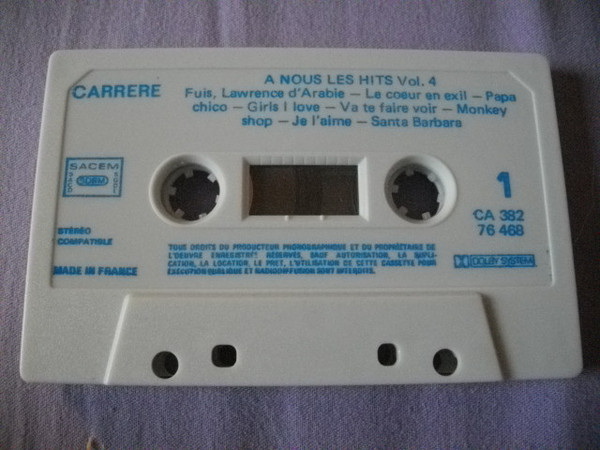 A NOUS LES HITS Vol. 4
CARRERE
Fuis, Lawrence d'Arabie – Le coeur en exil – Papa
chico – Girls I love – Va te faire voir – Monkey
shop – Je l'aime – Santa Barbara
SACEM
SDRM
1
CA 382
76 468
STÉRÉO
COMPATIBLE
TOUS DROITS DU PRODUCTEUR PHONOGRAPHIQUE ET DU PROPRIÉTAIRE DE
L'OEUVRE ENREGISTRÉE RÉSERVÉS, SAUF AUTORISATION, LA DUPLI-
CATION, LA LOCATION, LE PRET, L'UTILISATION DE CETTE CASSETTE POUR
EXÉCUTION PUBLIQUE ET RADIODIFFUSION SONT INTERDITS.
MADE IN FRANCE
DOLBY SYSTEM